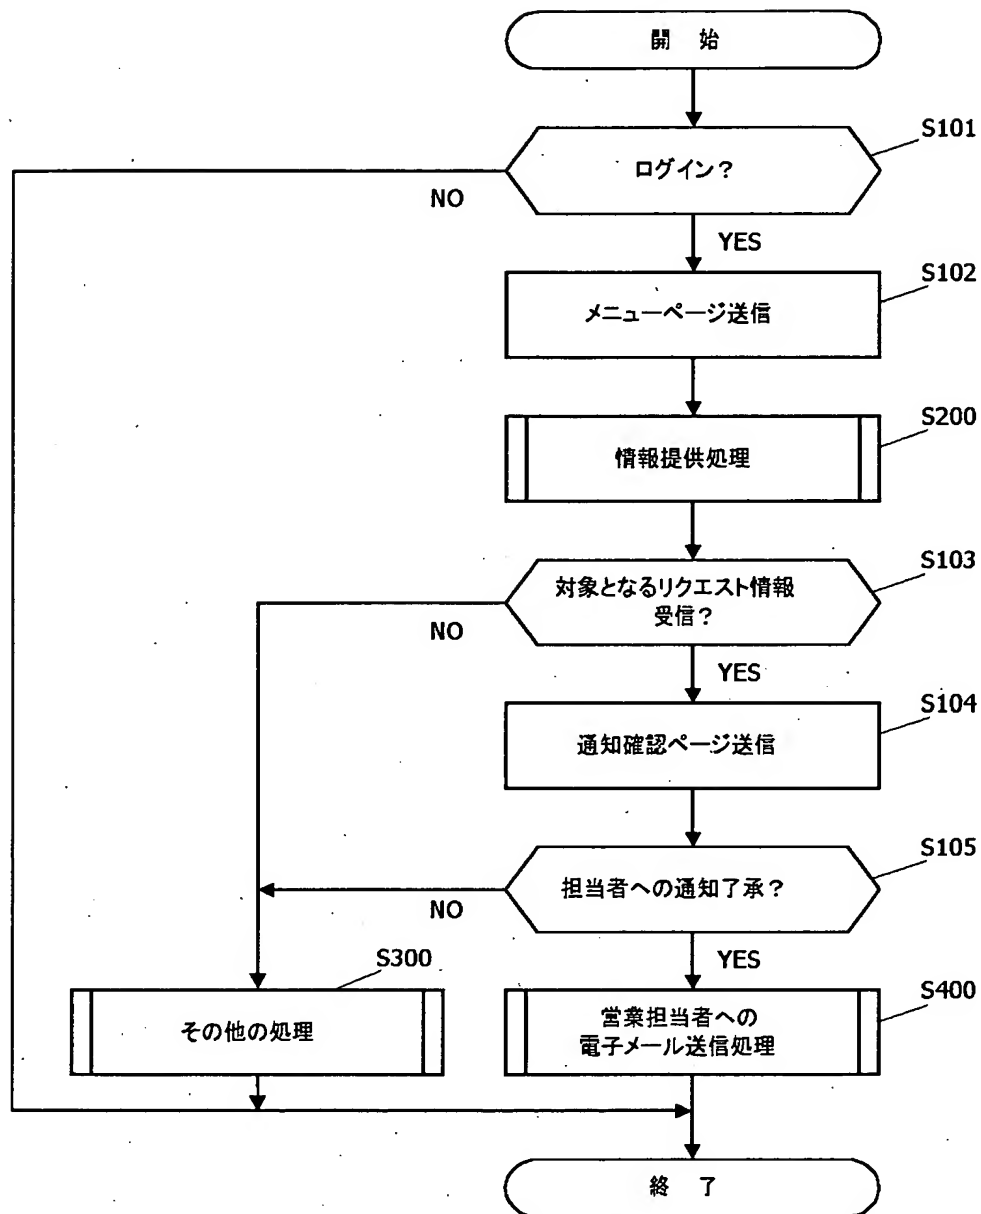 開 始
S101
ログイン?
NO
YES
S102
メニューページ送信
S200
情報提供処理
S103
対象となるリクエスト情報
受信?
NO
YES
S104
通知確認ページ送信
S105
担当者への通知了承?
NO
YES
S300
その他の処理
S400
営業担当者への
電子メール送信処理
終 了